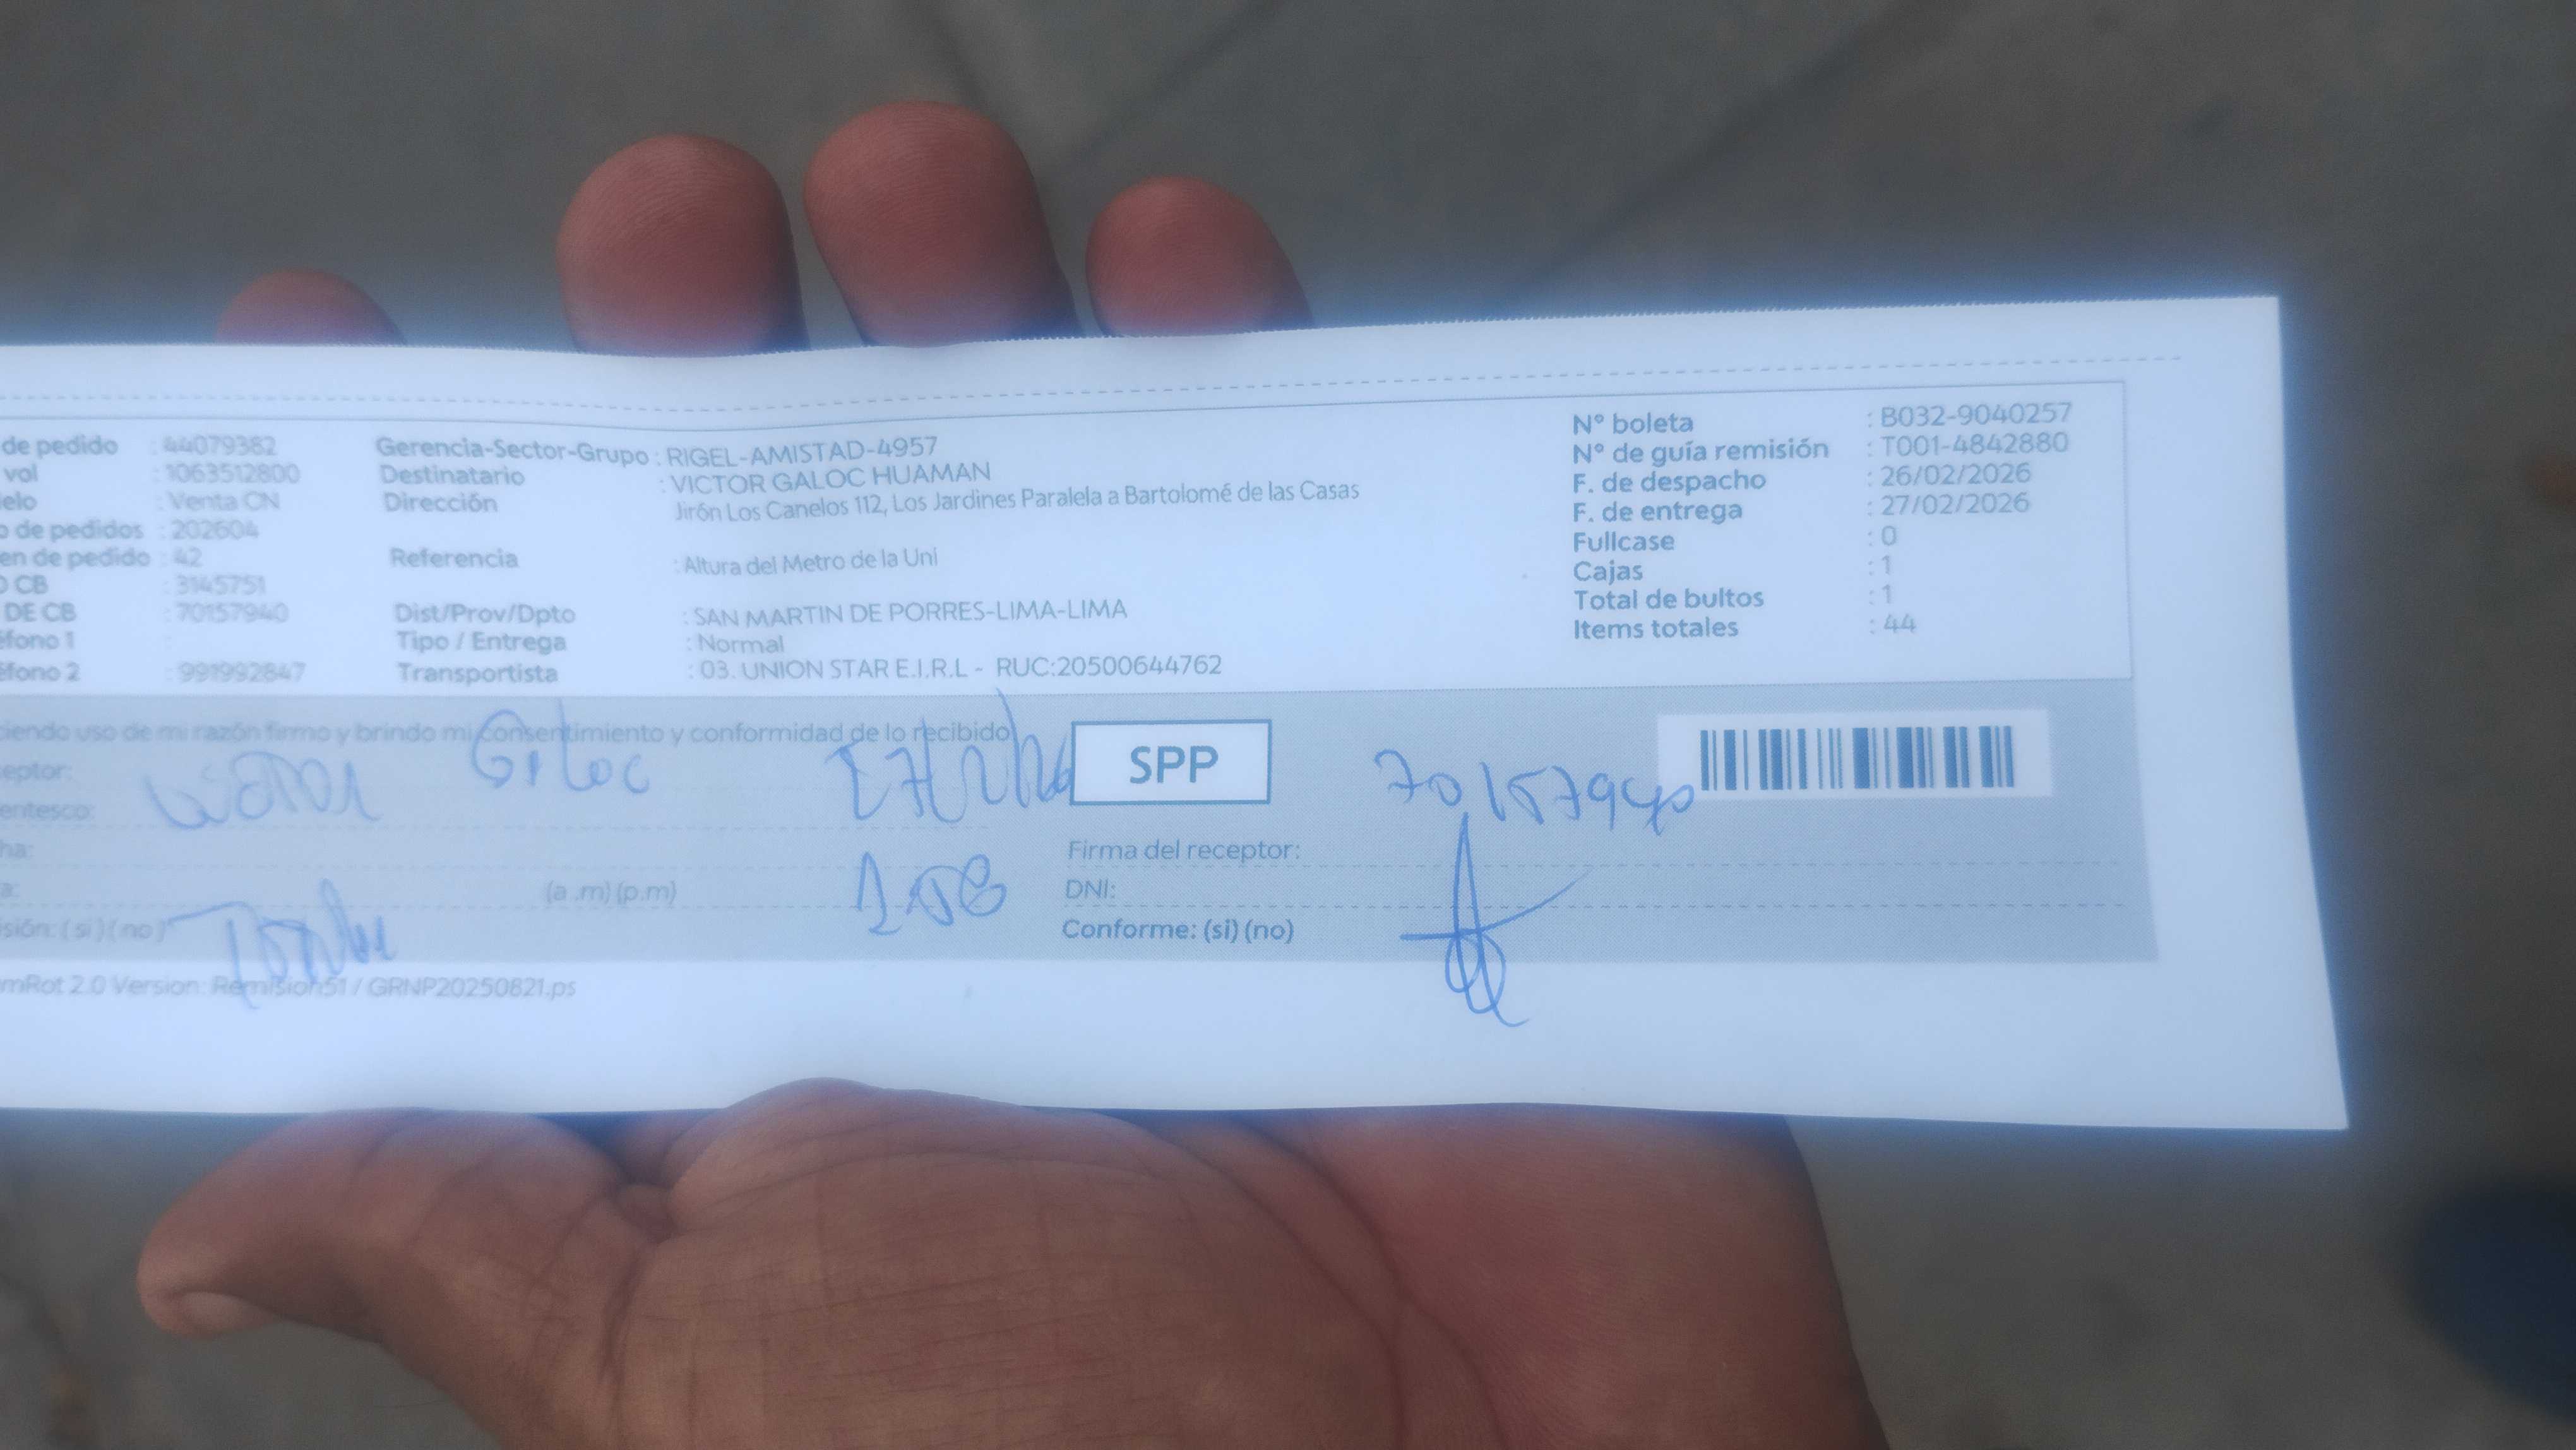 de pedido : 44079382
vol : 1063512800
elo : Venta CN
o de pedidos : 202604
en de pedido : 42
O CB : 3145751
DE CB : 70157940
éfono 1 :
éfono 2 : 991992847
Gerencia-Sector-Grupo : RIGEL-AMISTAD-4957
Destinatario : VICTOR GALOC HUAMAN
Dirección Jirón Los Canelos 112, Los Jardines Paralela a Bartolomé de las Casas
Referencia : Altura del Metro de la Uni
Dist/Prov/Dpto : SAN MARTIN DE PORRES-LIMA-LIMA
Tipo / Entrega : Normal
Transportista : 03. UNION STAR E.I.R.L - RUC:20500644762
N° boleta : B032-9040257
N° de guía remisión : T001-4842880
F. de despacho : 26/02/2026
F. de entrega : 27/02/2026
Fullcase : 0
Cajas : 1
Total de bultos : 1
Items totales : 44
ciendo uso de mi razón firmo y brindo mi consentimiento y conformidad de lo recibido
eptor: Galoc
entesco:
ha:
a: (a .m) (p.m)
isión: ( si ) ( no )
SPP
70157940
Firma del receptor:
DNI:
Conforme: (si) (no)
mRot 2.0 Version: Remision51 / GRNP20250821.ps